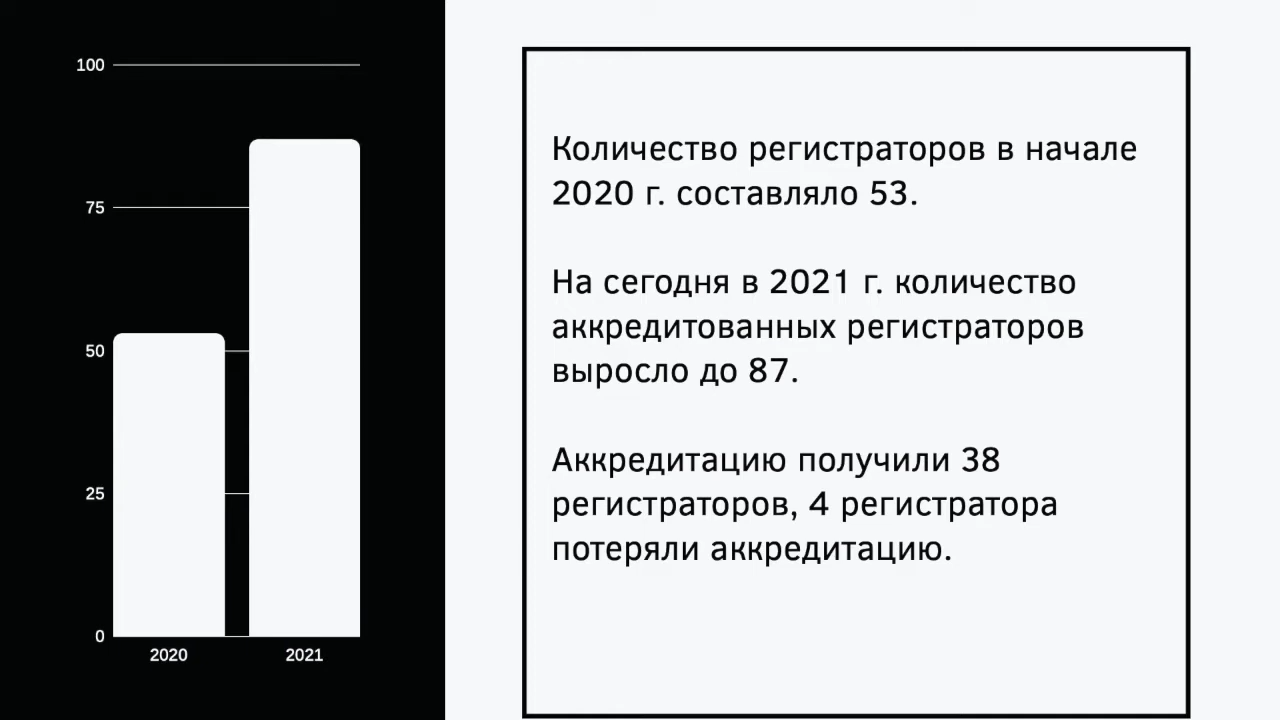 100
75
50
25
0
2020
2021
Количество регистраторов в начале
2020 г. составляло 53.
На сегодня в 2021 г. количество
аккредитованных регистраторов
выросло до 87.
Аккредитацию получили 38
регистраторов, 4 регистратора
потеряли аккредитацию.